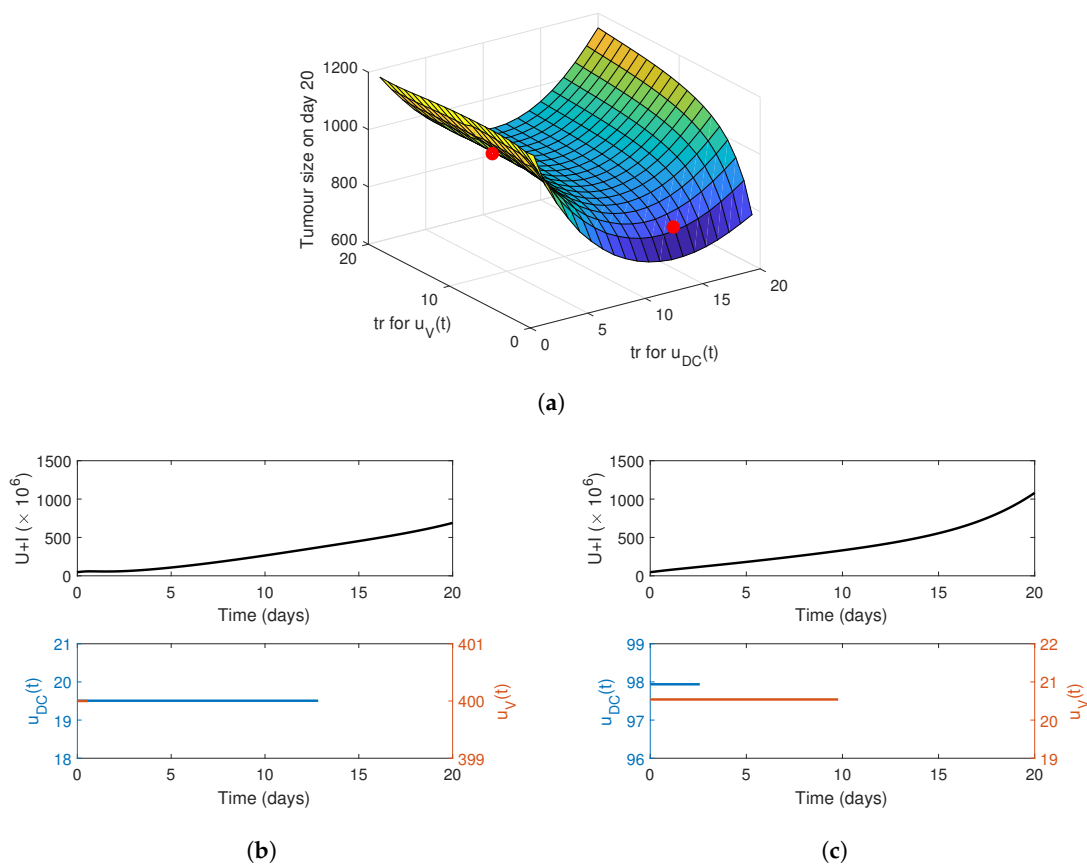 Tumour size on day 20
1200
1000
800
600
20
10
0
tr for u_V(t)
0
5
10
15
20
tr for u_DC(t)
(a)
U+I (× 10^6)
1500
1000
500
0
0 5 10 15 20
Time (days)
u_DC(t)
21
20
19
18
401
400
399
u_V(t)
0 5 10 15 20
Time (days)
(b)
U+I (× 10^6)
1500
1000
500
0
0 5 10 15 20
Time (days)
u_DC(t)
99
98
97
96
22
21
20
19
u_V(t)
0 5 10 15 20
Time (days)
(c)